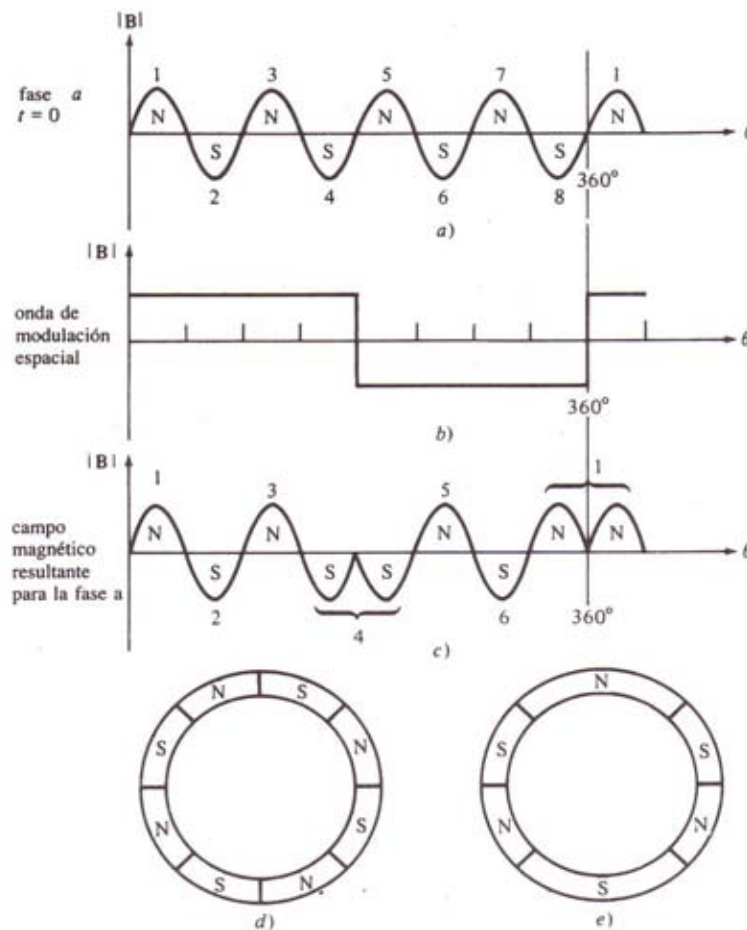 |B|
fase a
t = 0
1 3 5 7 1
N N N N N
S S S S
θ
360°
2 4 6 8
a)
|B|
onda de
modulación
espacial
θ
360°
b)
|B|
1 3 5 1
campo
magnético
resultante
para la fase a
N N N N N
S S S S
θ
2 4 6 360°
c)
N S
S N
N S
S N
d)
N
S S
N N
S
e)